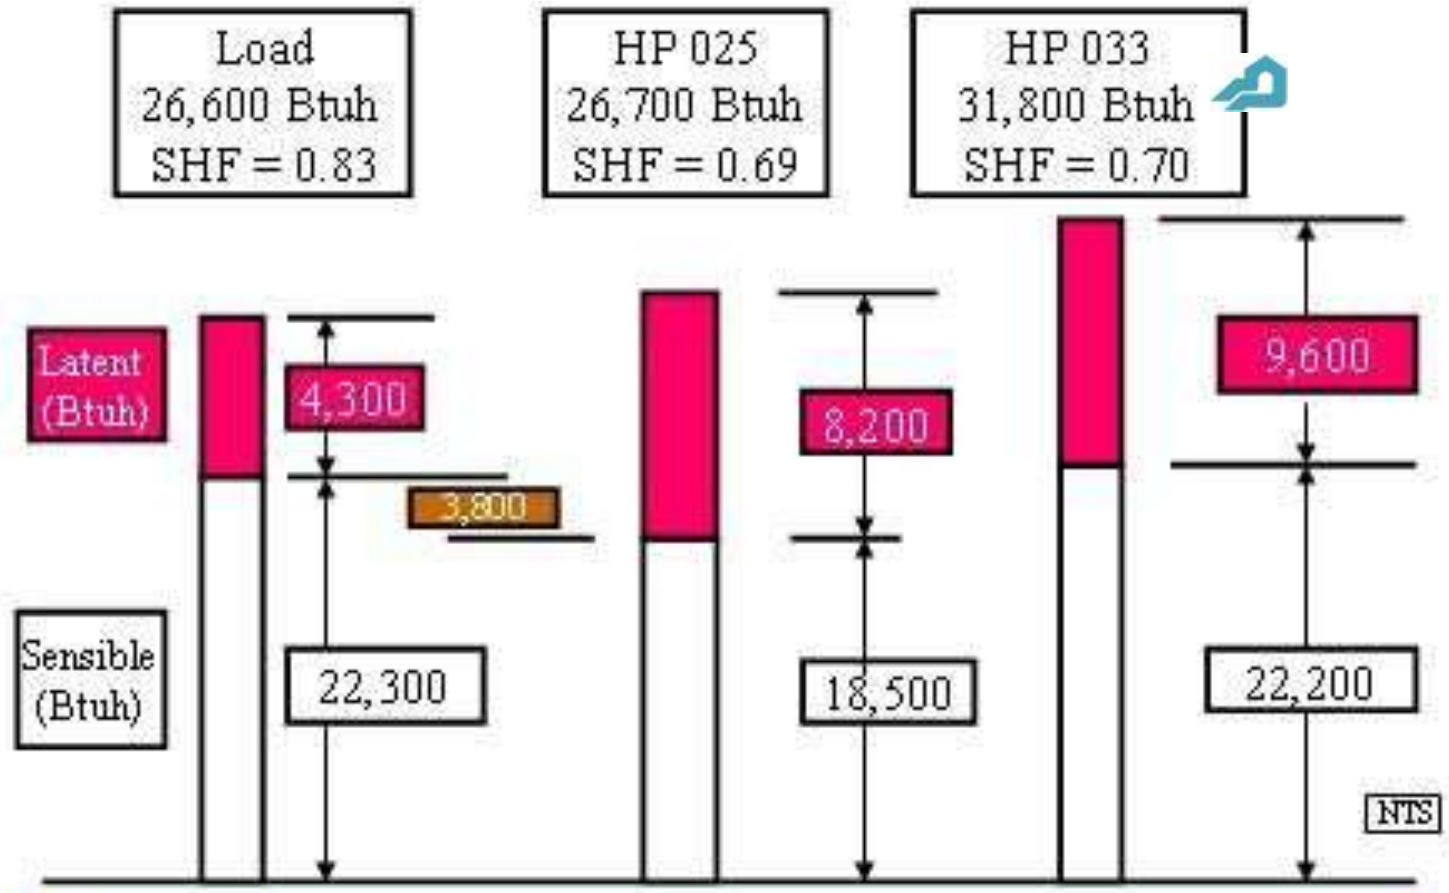 Load
26,600 Btuh
SHF = 0.83
HP 025
26,700 Btuh
SHF = 0.69
HP 033
31,800 Btuh
SHF = 0.70
Latent
(Btuh)
4,300
8,200
9,600
3,800
Sensible
(Btuh)
22,300
18,500
22,200
NTS